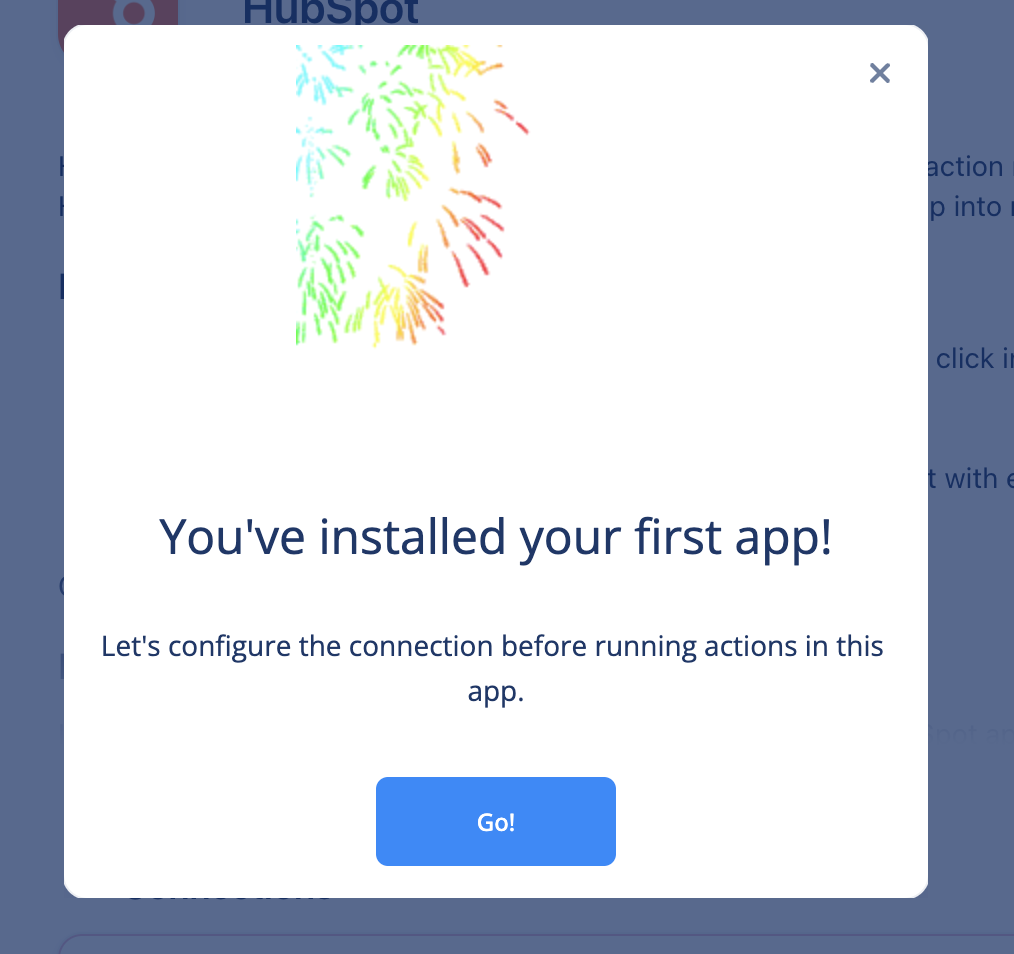 HubSpot
action
p into
click
You've installed your first app!
t with
Let's configure the connection before running actions in this
app.
Go!
Connections